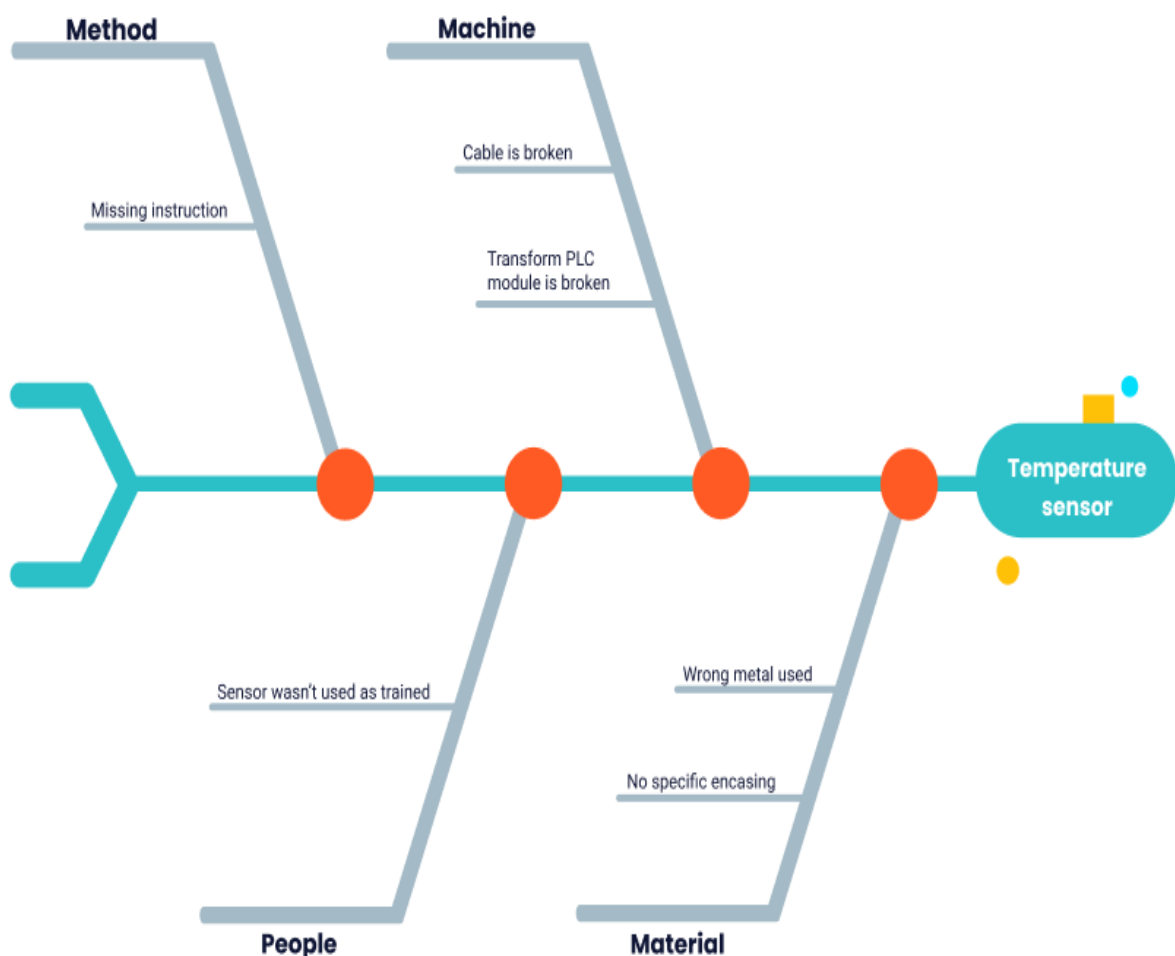 Method
Machine
Cable is broken
Missing instruction
Transform PLC
module is broken
Temperature
sensor
Wrong metal used
Sensor wasn't used as trained
No specific encasing
People
Material